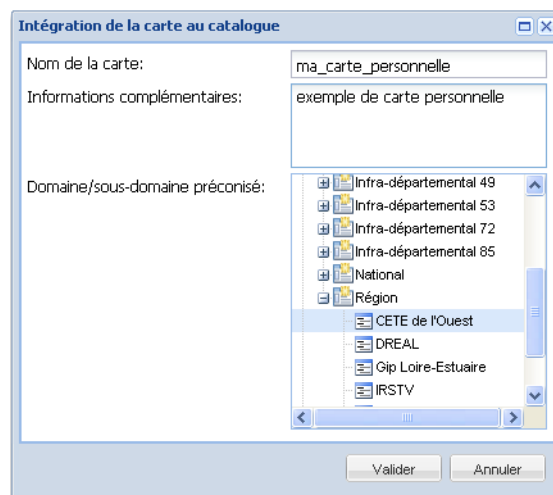 Intégration de la carte au catalogue
Nom de la carte: ma_carte_personnelle
Informations complémentaires: exemple de carte personnelle
Domaine/sous-domaine préconisé: Infra-départemental 49
Infra-départemental 53
Infra-départemental 72
Infra-départemental 85
National
Région
CETE de l'Ouest
DREAL
Gip Loire-Estuaire
IRSTV
Valider Annuler